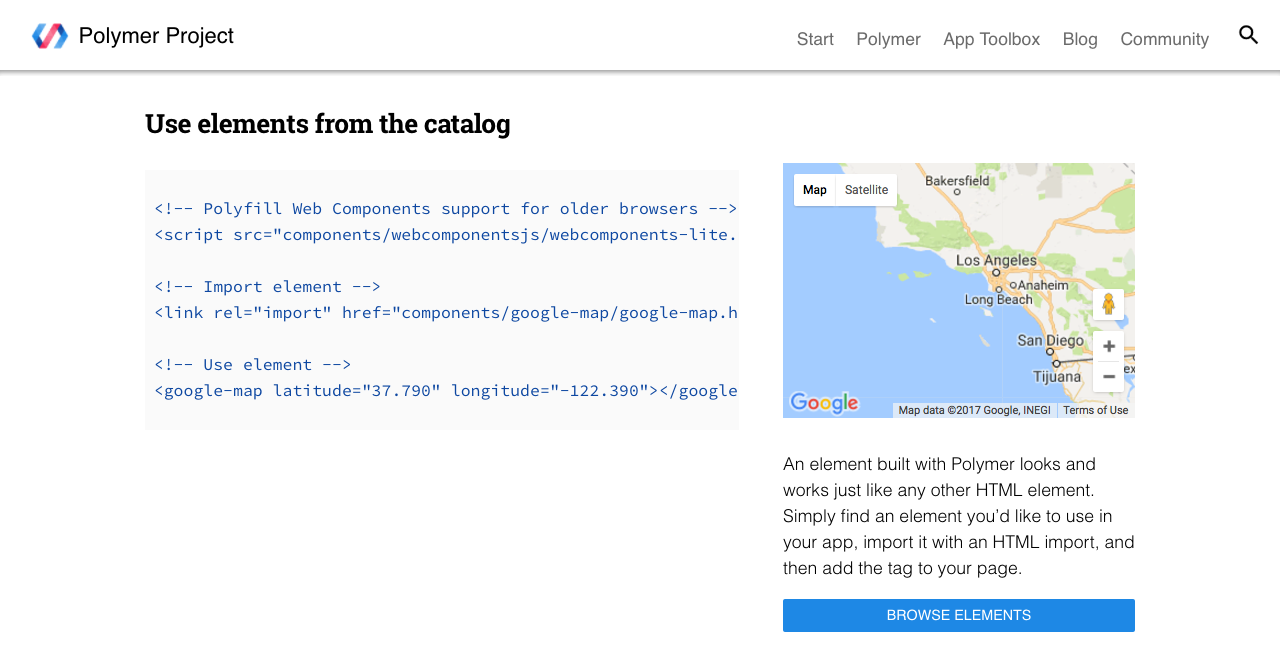 Polymer Project
Start Polymer App Toolbox Blog Community
Use elements from the catalog
<!-- Polyfill Web Components support for older browsers -->
<script src="components/webcomponentsjs/webcomponents-lite.
<!-- Import element -->
<link rel="import" href="components/google-map/google-map.h
<!-- Use element -->
<google-map latitude="37.790" longitude="-122.390"></google
Map Satellite
Bakersfield
Los Angeles
Anaheim
Long Beach
San Diego
Tijuana
Google
Map data ©2017 Google, INEGI Terms of Use
An element built with Polymer looks and
works just like any other HTML element.
Simply find an element you’d like to use in
your app, import it with an HTML import, and
then add the tag to your page.
BROWSE ELEMENTS